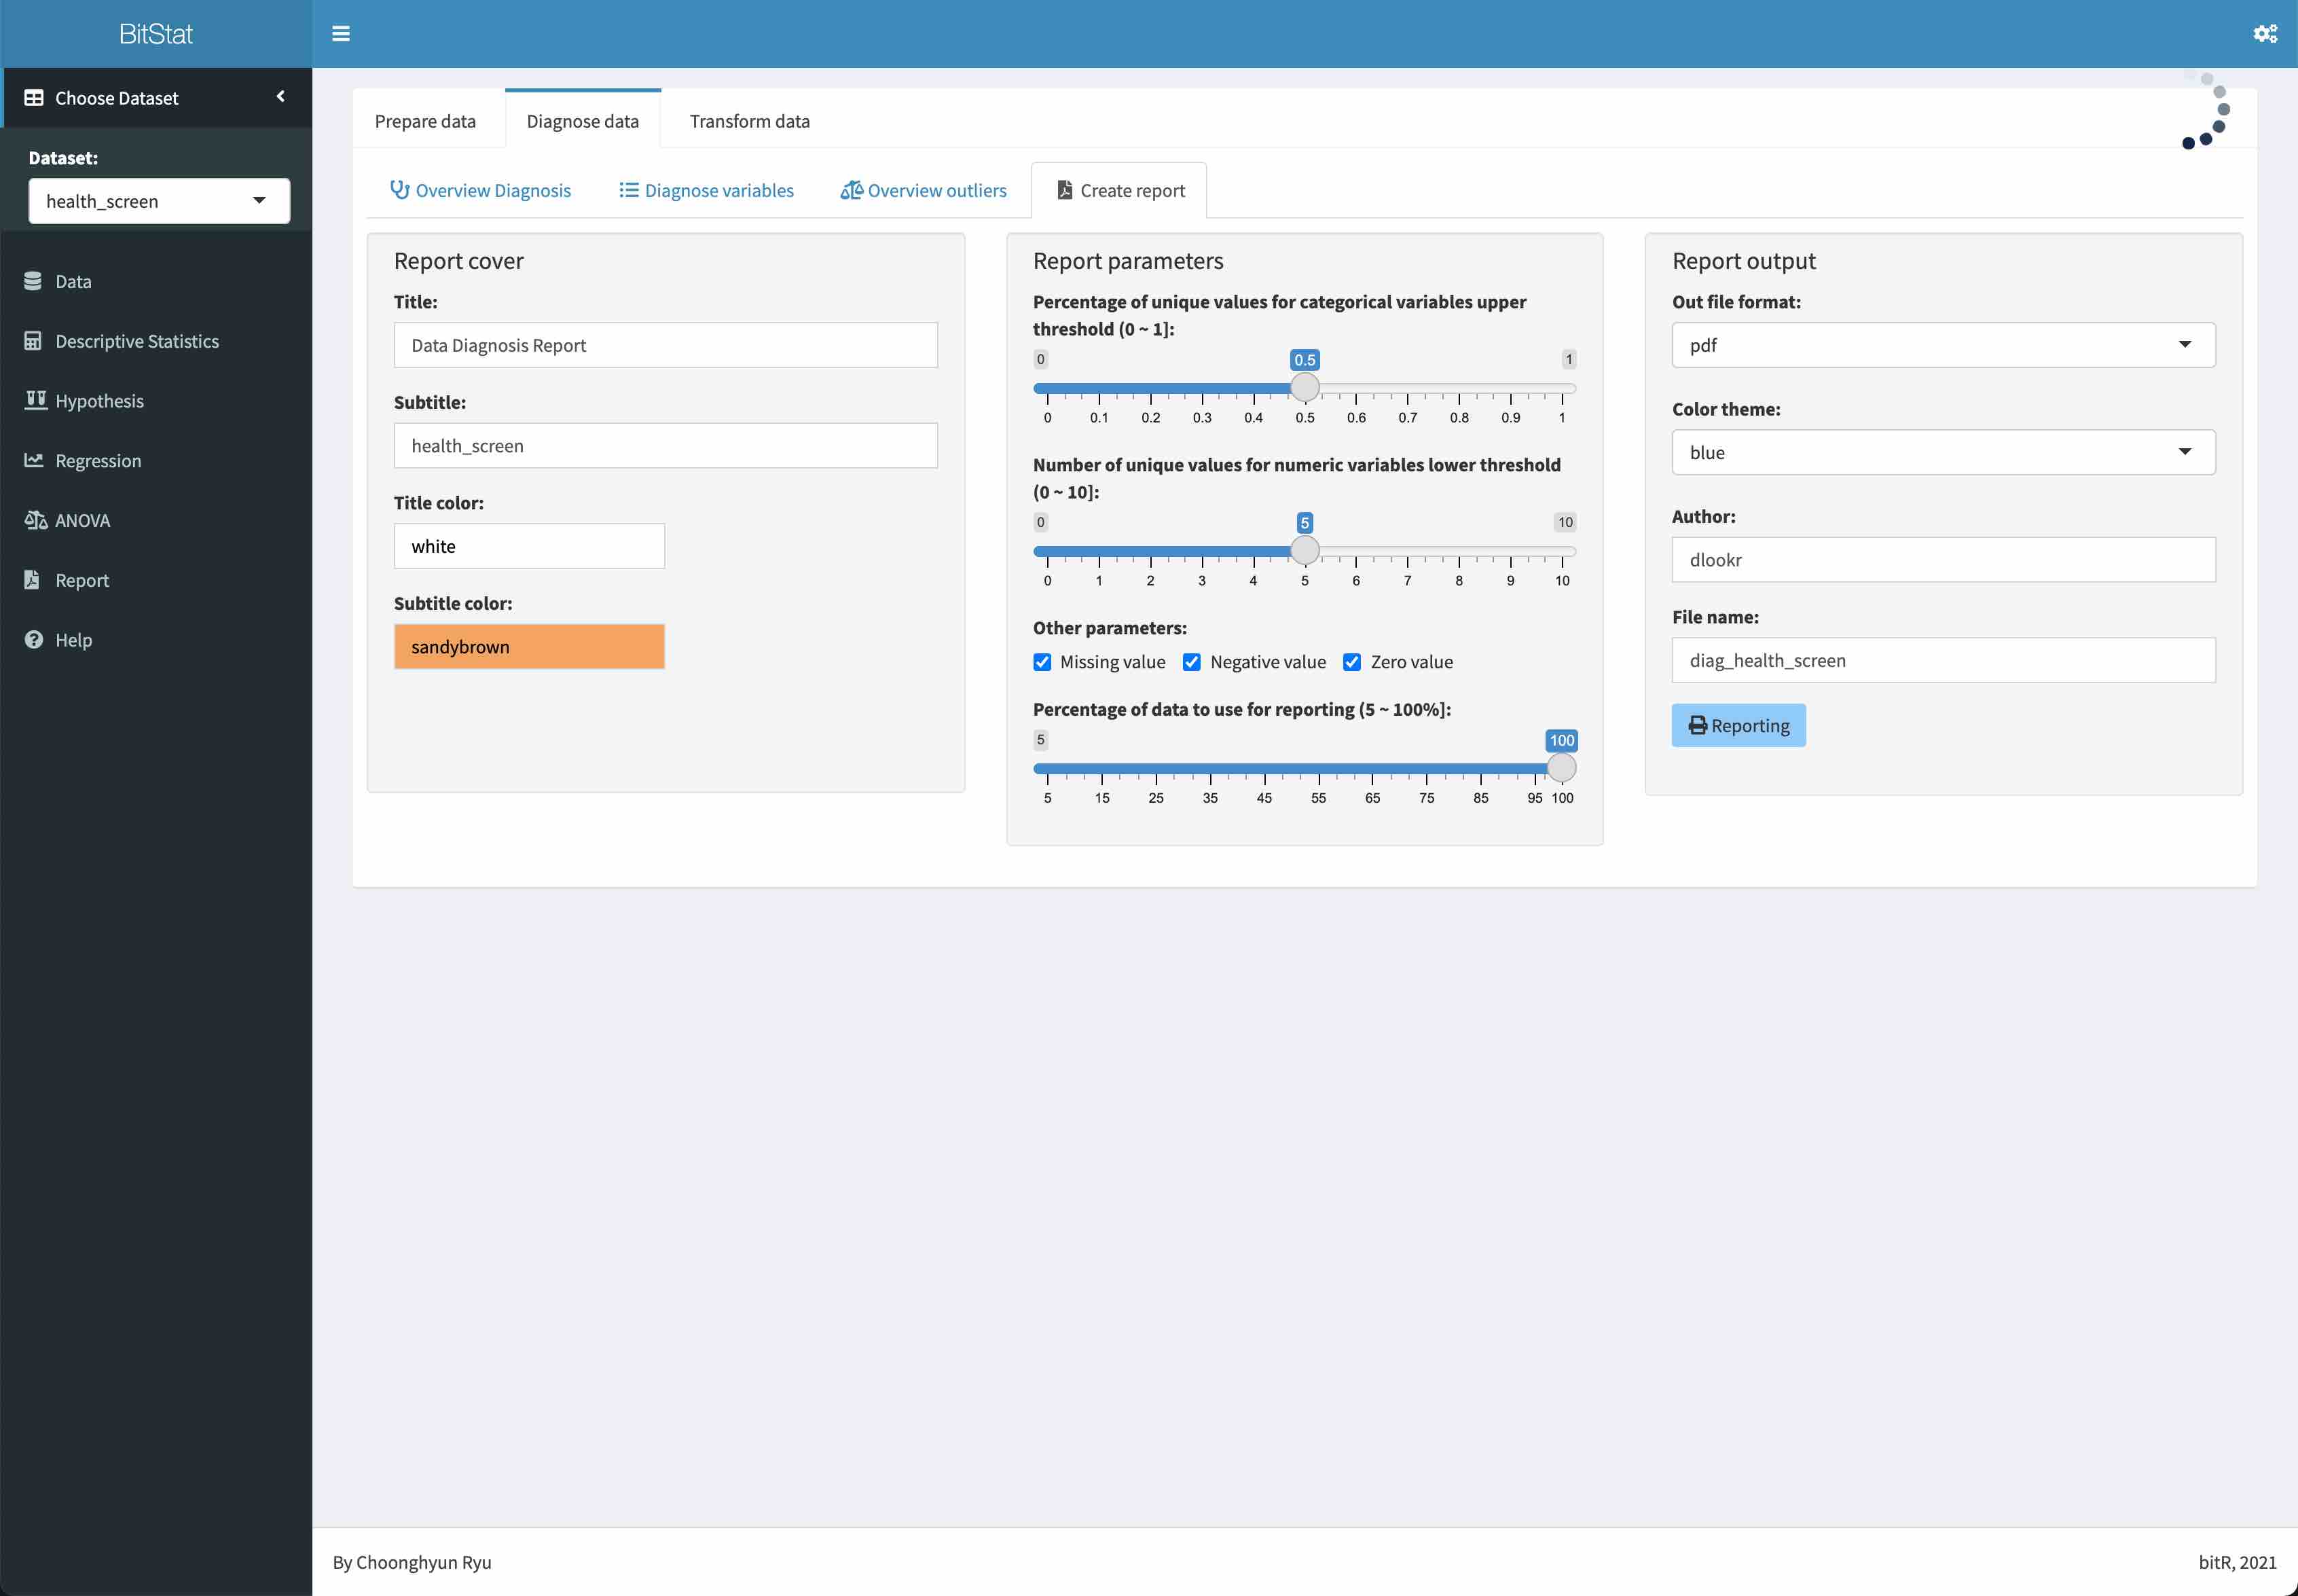 BitStat
Choose Dataset
Dataset:
health_screen
Data
Descriptive Statistics
Hypothesis
Regression
ANOVA
Report
Help
Prepare data
Diagnose data
Transform data
Overview Diagnosis
Diagnose variables
Overview outliers
Create report
Report cover
Title:
Data Diagnosis Report
Subtitle:
health_screen
Title color:
white
Subtitle color:
sandybrown
Report parameters
Percentage of unique values for categorical variables upper
threshold (0 ~ 1]:
0 0.5 1
0 0.1 0.2 0.3 0.4 0.5 0.6 0.7 0.8 0.9 1
Number of unique values for numeric variables lower threshold
(0 ~ 10]:
0 5 10
0 1 2 3 4 5 6 7 8 9 10
Other parameters:
Missing value Negative value Zero value
Percentage of data to use for reporting (5 ~ 100%]:
5 100
5 15 25 35 45 55 65 75 85 95 100
Report output
Out file format:
pdf
Color theme:
blue
Author:
dlookr
File name:
diag_health_screen
Reporting
By Choonghyun Ryu
bitR, 2021